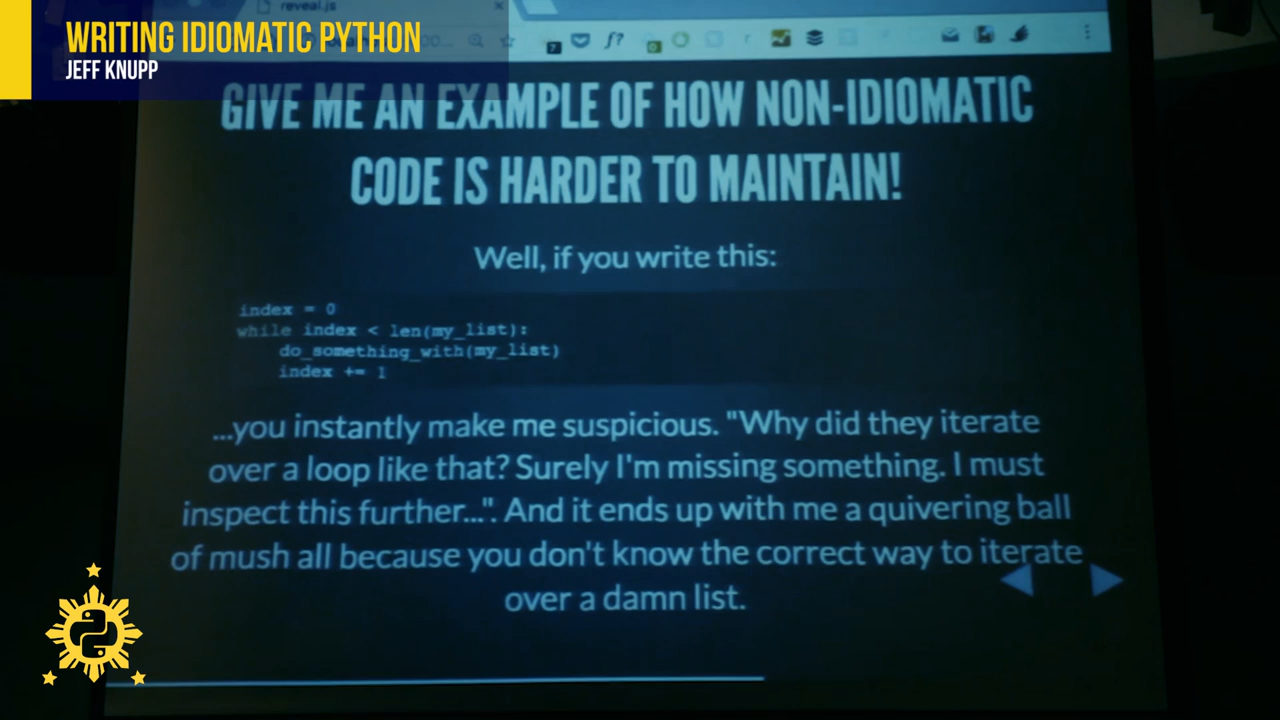 reveal.js
WRITING IDIOMATIC PYTHON
JEFF KNUPP
GIVE ME AN EXAMPLE OF HOW NON-IDIOMATIC
CODE IS HARDER TO MAINTAIN!
Well, if you write this:
index = 0
while index < len(my_list):
    do_something_with(my_list)
    index += 1
...you instantly make me suspicious. "Why did they iterate
over a loop like that? Surely I'm missing something. I must
inspect this further...". And it ends up with me a quivering ball
of mush all because you don't know the correct way to iterate
over a damn list.